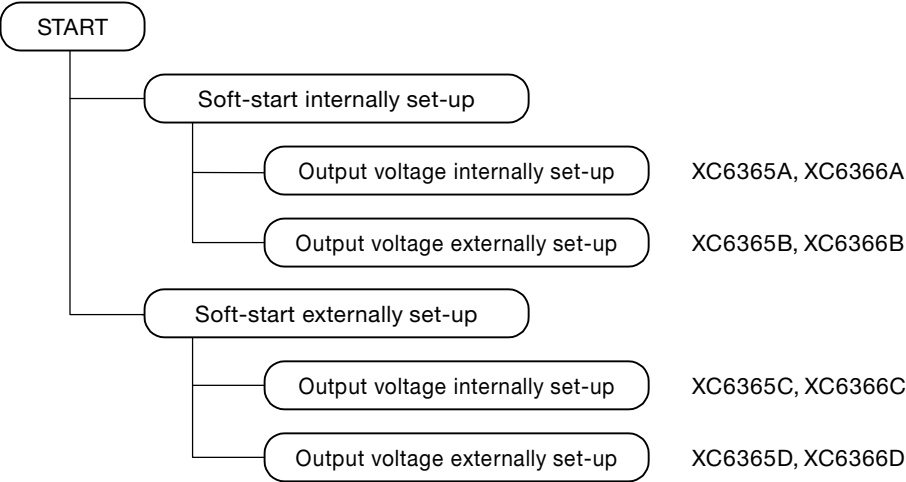 START
Soft-start internally set-up
Output voltage internally set-up XC6365A, XC6366A
Output voltage externally set-up XC6365B, XC6366B
Soft-start externally set-up
Output voltage internally set-up XC6365C, XC6366C
Output voltage externally set-up XC6365D, XC6366D